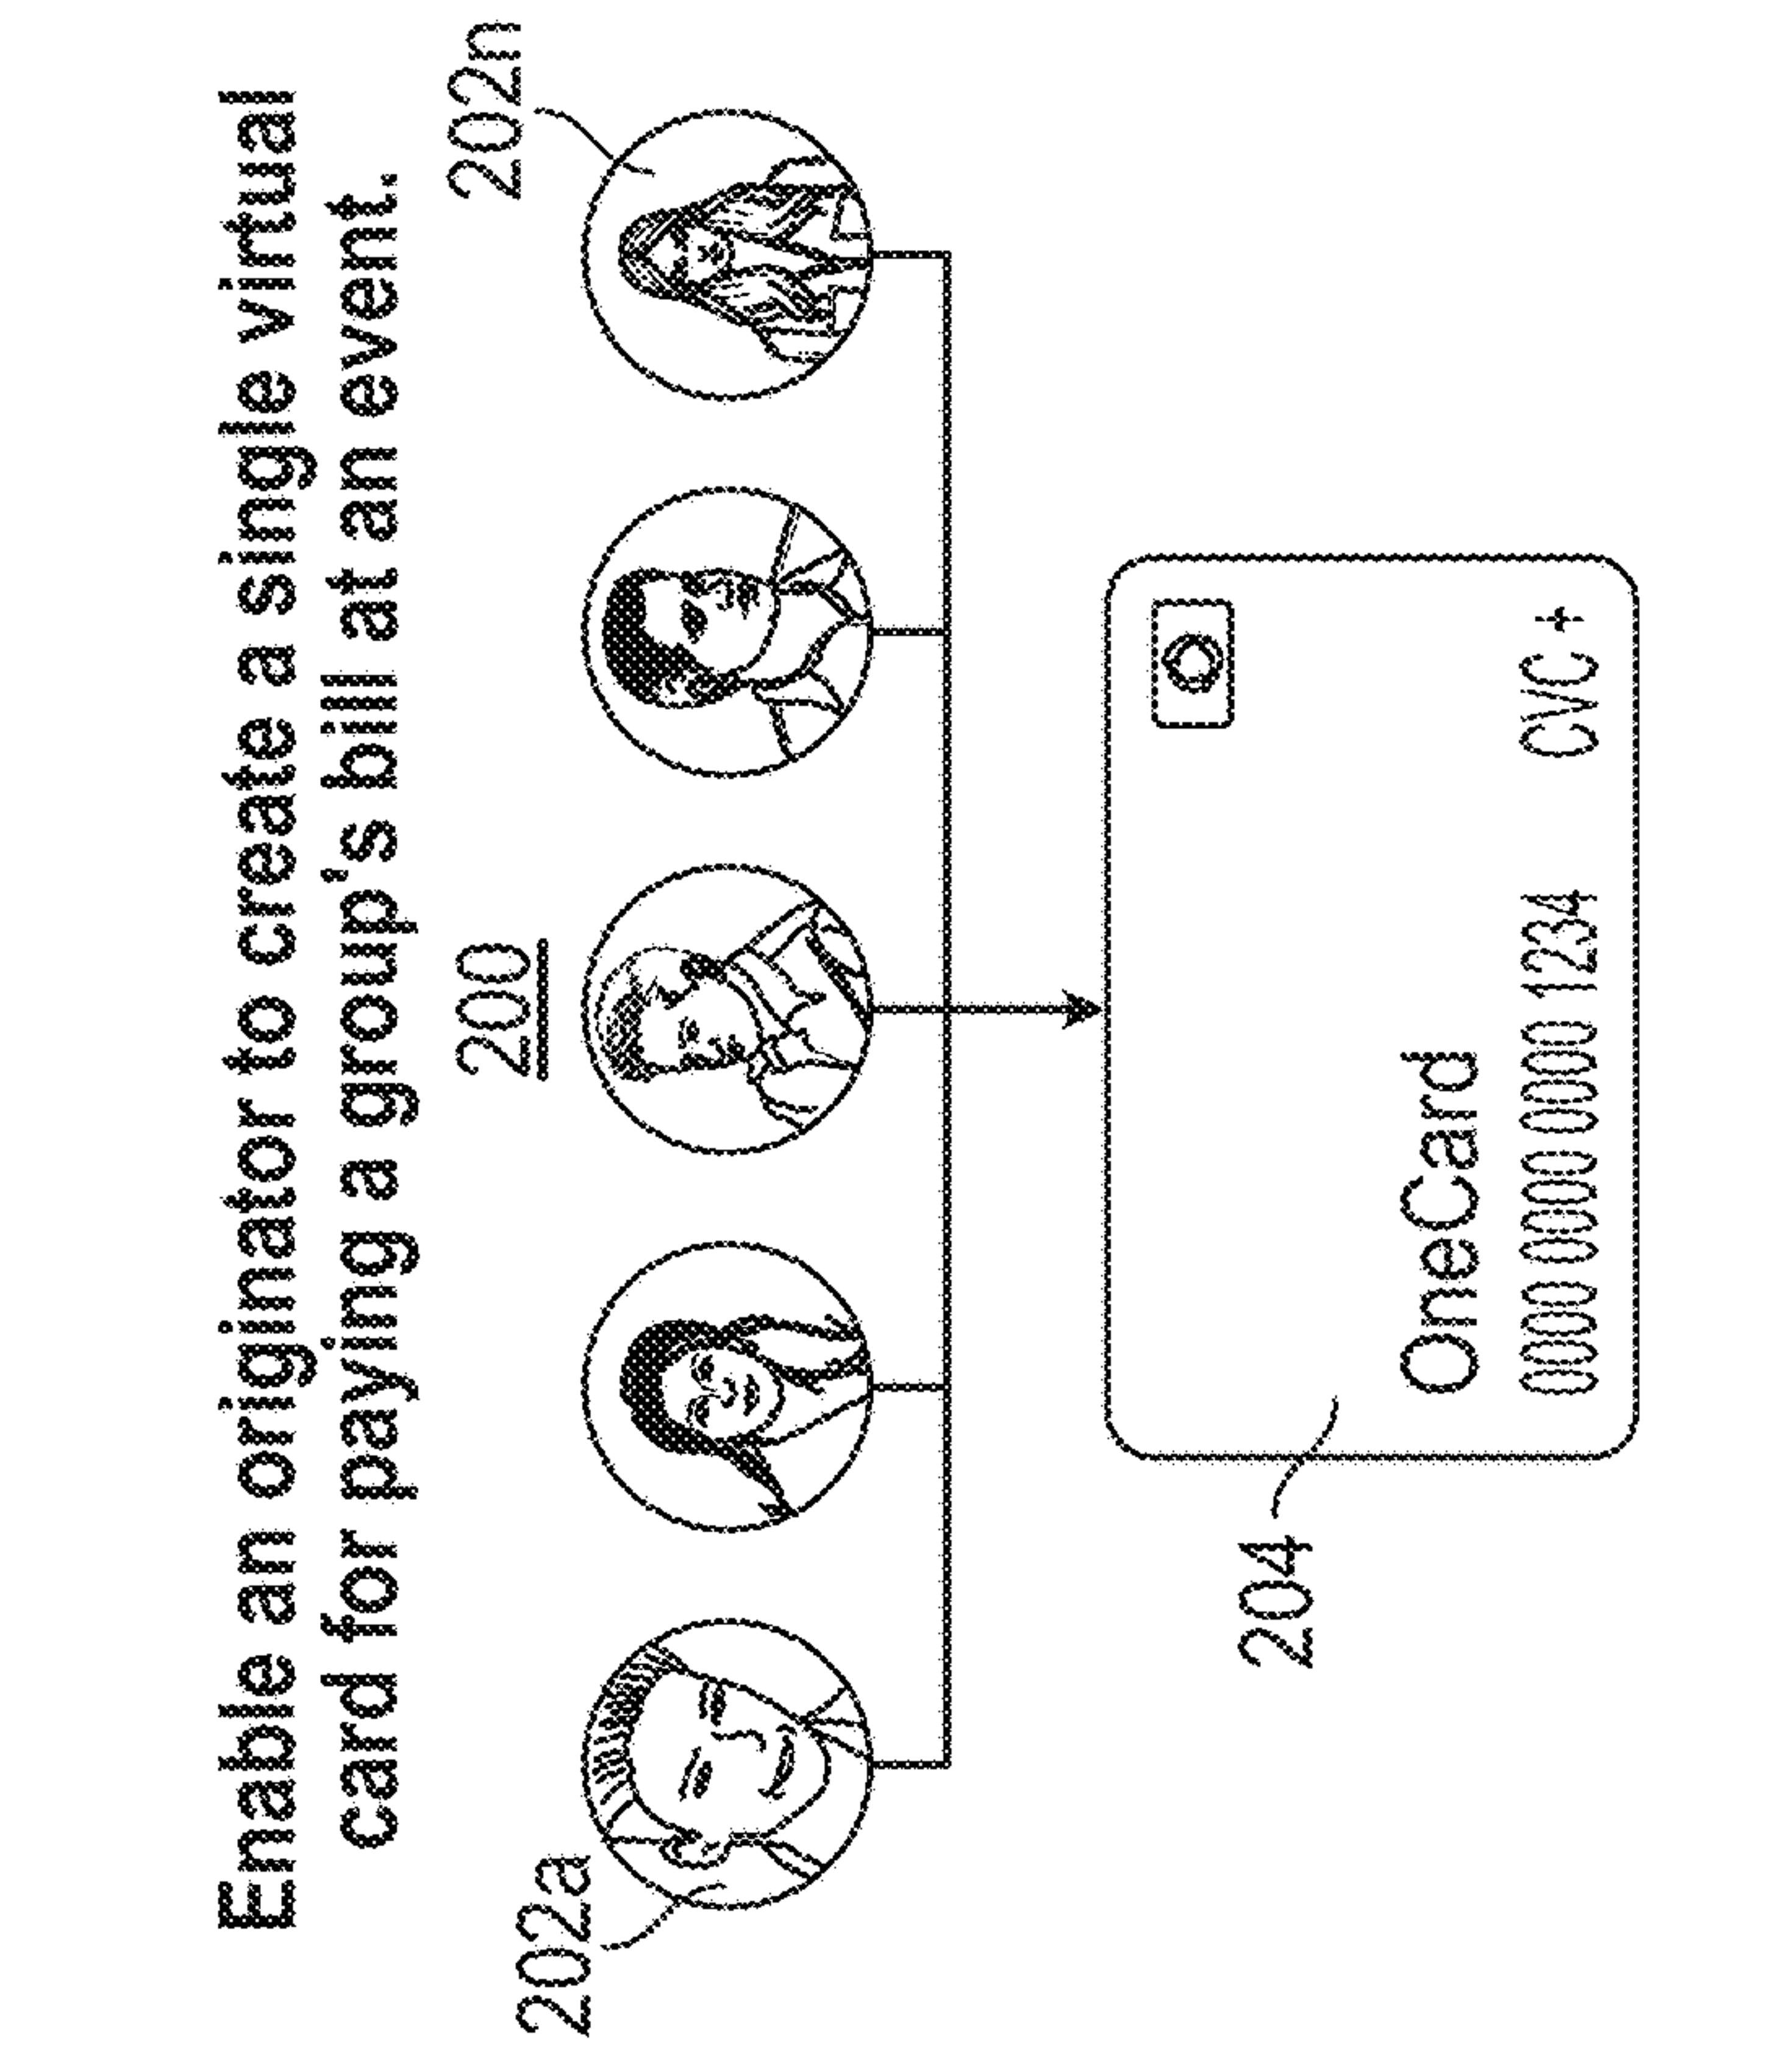 Enable an originator to create a single virtual
card for paying a group's bill at an event.
200
202a
202n
204
OneCard
0000 0000 0000 1234
CVC +